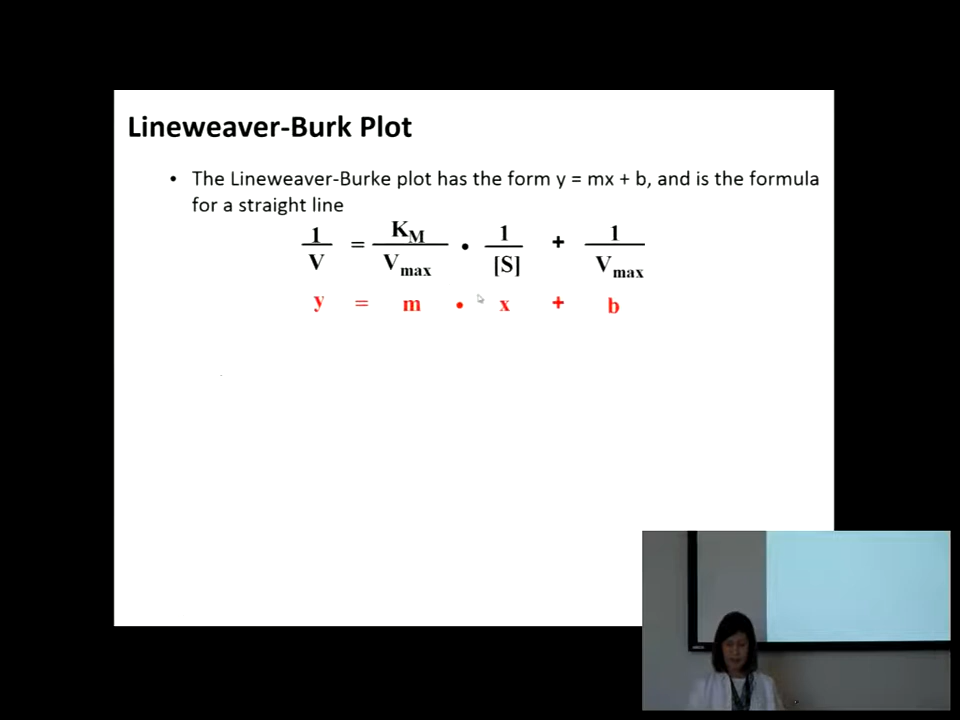 Lineweaver-Burk Plot
• The Lineweaver-Burke plot has the form y = mx + b, and is the formula
for a straight line
1/V = K_M/V_max • 1/[S] + 1/V_max
y = m • x + b